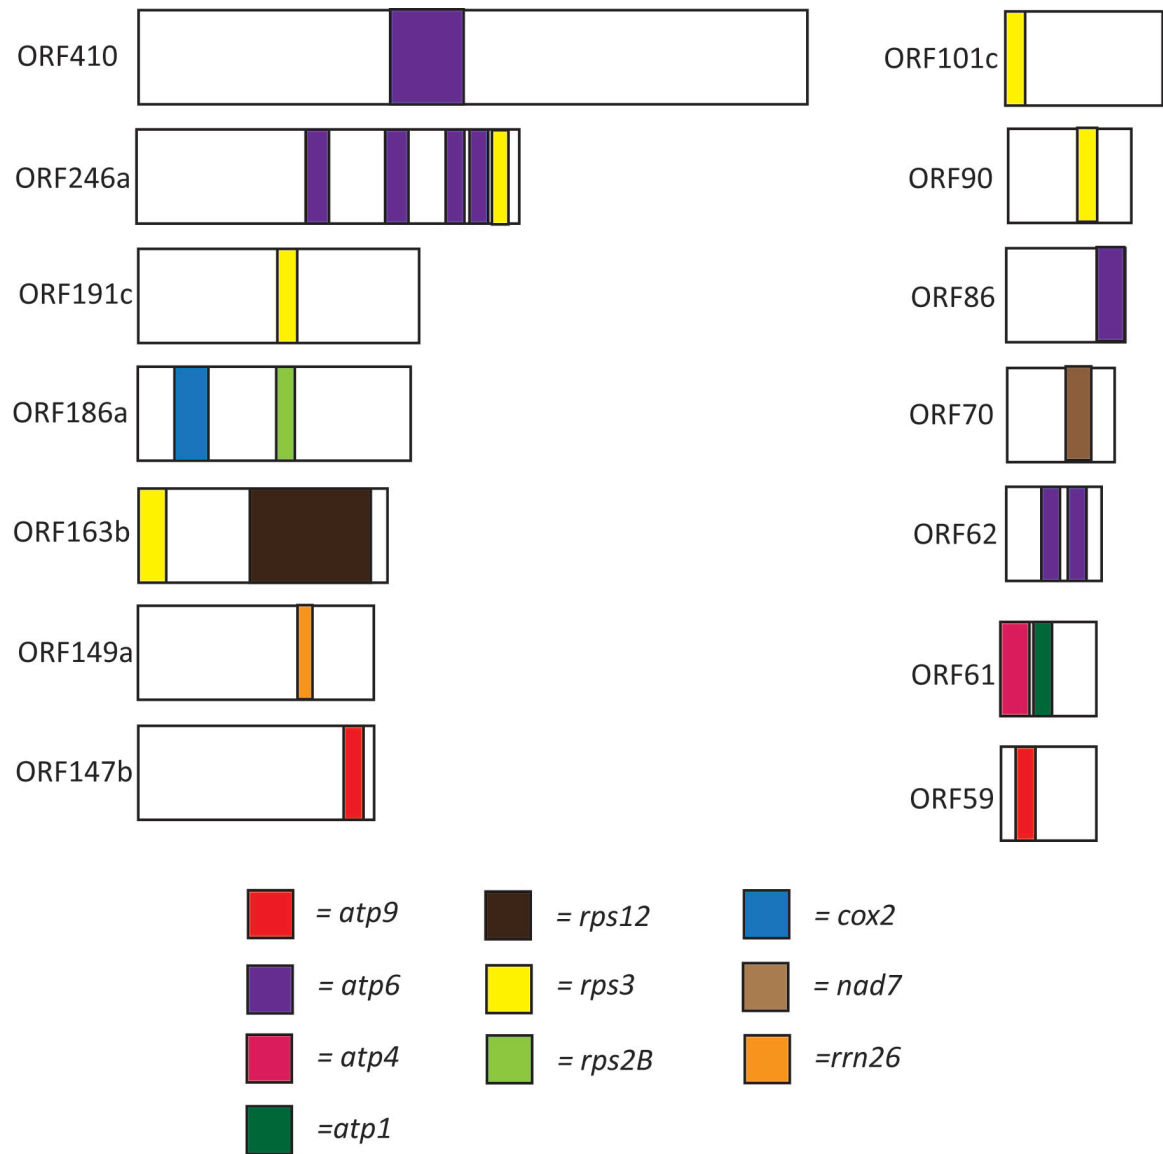 ORF410
ORF246a
ORF191c
ORF186a
ORF163b
ORF149a
ORF147b
ORF101c
ORF90
ORF86
ORF70
ORF62
ORF61
ORF59
= atp9
= atp6
= atp4
=atp1
= rps12
= rps3
= rps2B
= cox2
= nad7
=rrn26